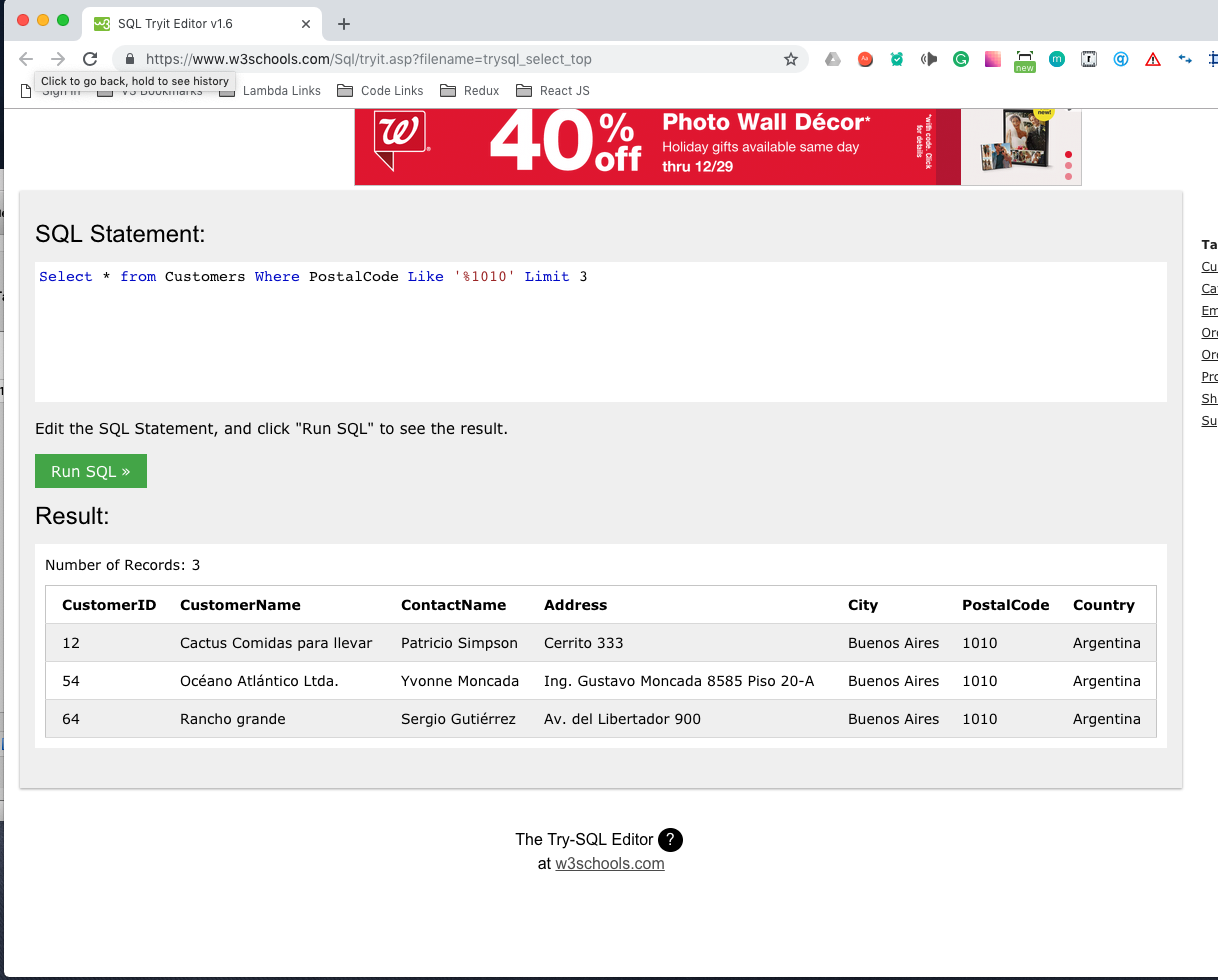 SQL Tryit Editor v1.6
https://www.w3schools.com/Sql/tryit.asp?filename=trysql_select_top
new
m
r
@
G
Click to go back, hold to see history
Sign in VS Bookmarks Lambda Links Code Links Redux React JS
W
40% off
Photo Wall Décor*
Holiday gifts available same day
thru 12/29
*with code. Click for details
new!
SQL Statement:
Select * from Customers Where PostalCode Like '%1010' Limit 3
Edit the SQL Statement, and click "Run SQL" to see the result.
Run SQL »
Result:
Number of Records: 3
CustomerID CustomerName ContactName Address City PostalCode Country
12 Cactus Comidas para llevar Patricio Simpson Cerrito 333 Buenos Aires 1010 Argentina
54 Océano Atlántico Ltda. Yvonne Moncada Ing. Gustavo Moncada 8585 Piso 20-A Buenos Aires 1010 Argentina
64 Rancho grande Sergio Gutiérrez Av. del Libertador 900 Buenos Aires 1010 Argentina
Ta
Cu
Ca
Em
Or
Or
Pro
Sh
Su
The Try-SQL Editor ?
at w3schools.com